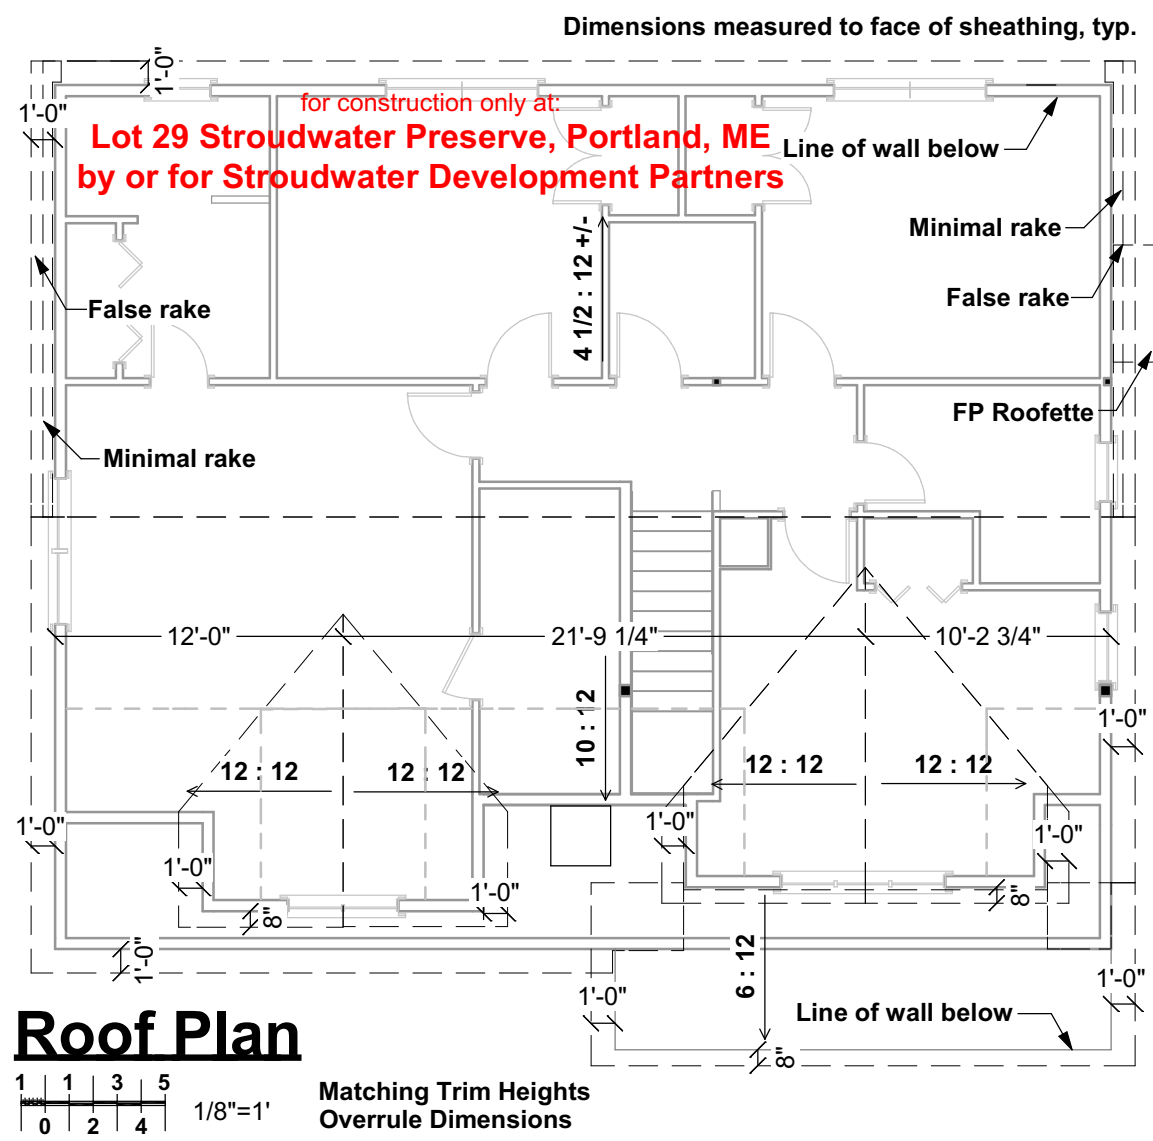 Dimensions measured to face of sheathing, typ.
1'-0"
1'-0"
for construction only at:
Lot 29 Stroudwater Preserve, Portland, ME
by or for Stroudwater Development Partners
Line of wall below
Minimal rake
False rake
4 1/2 : 12 +/-
False rake
FP Roofette
Minimal rake
12'-0"
21'-9 1/4"
10'-2 3/4"
10 : 12
1'-0"
12 : 12
12 : 12
12 : 12
12 : 12
1'-0"
1'-0"
1'-0"
1'-0"
1'-0"
8"
8"
1'-0"
6 : 12
1'-0"
1'-0"
Line of wall below
8"
Roof Plan
1 1 3 5
0 2 4
1/8"=1'
Matching Trim Heights
Overrule Dimensions